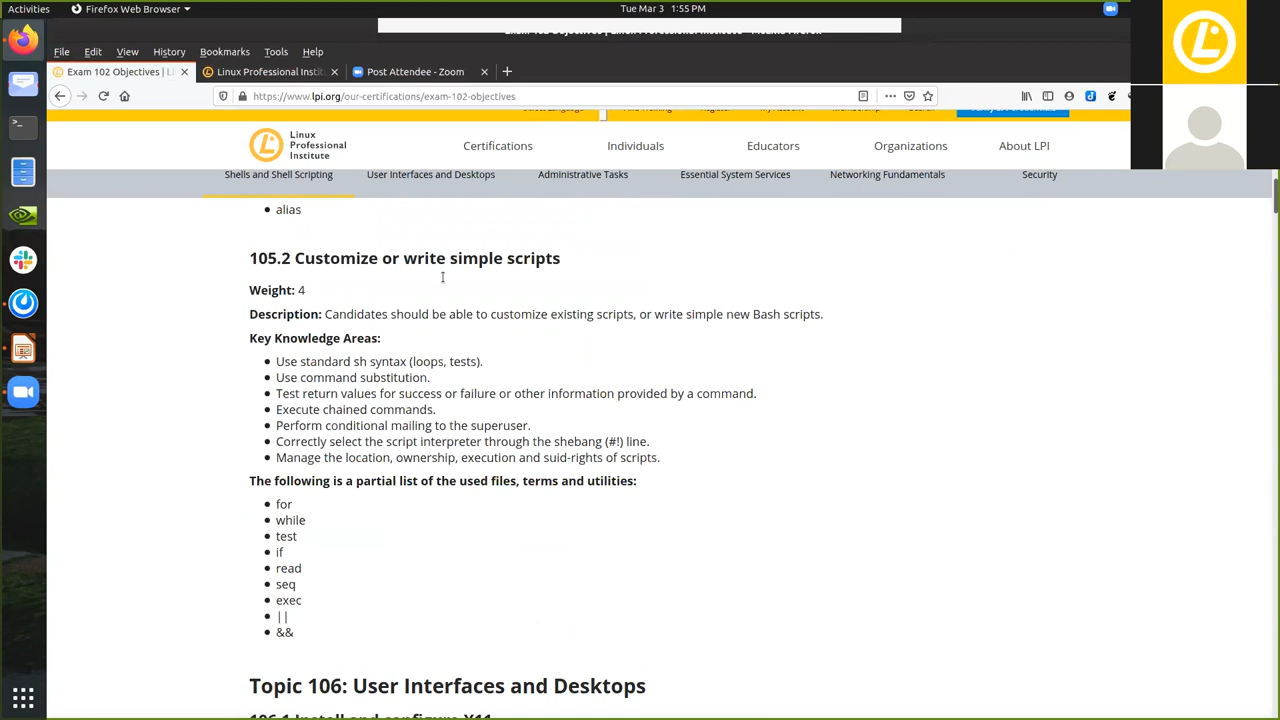 Activities
Firefox Web Browser
Tue Mar 3 1:55 PM
File Edit View History Bookmarks Tools Help
Exam 102 Objectives | Li
Linux Professional Instit
Post Attendee - Zoom
https://www.lpi.org/our-certifications/exam-102-objectives
Linux
Professional
Institute
Certifications
Individuals
Educators
Organizations
About LPI
Shells and Shell Scripting
User Interfaces and Desktops
Administrative Tasks
Essential System Services
Networking Fundamentals
Security
alias
105.2 Customize or write simple scripts
Weight: 4
Description: Candidates should be able to customize existing scripts, or write simple new Bash scripts.
Key Knowledge Areas:
Use standard sh syntax (loops, tests).
Use command substitution.
Test return values for success or failure or other information provided by a command.
Execute chained commands.
Perform conditional mailing to the superuser.
Correctly select the script interpreter through the shebang (#!) line.
Manage the location, ownership, execution and suid-rights of scripts.
The following is a partial list of the used files, terms and utilities:
for
while
test
if
read
seq
exec
||
&&
Topic 106: User Interfaces and Desktops
106.1 Install and configure X11